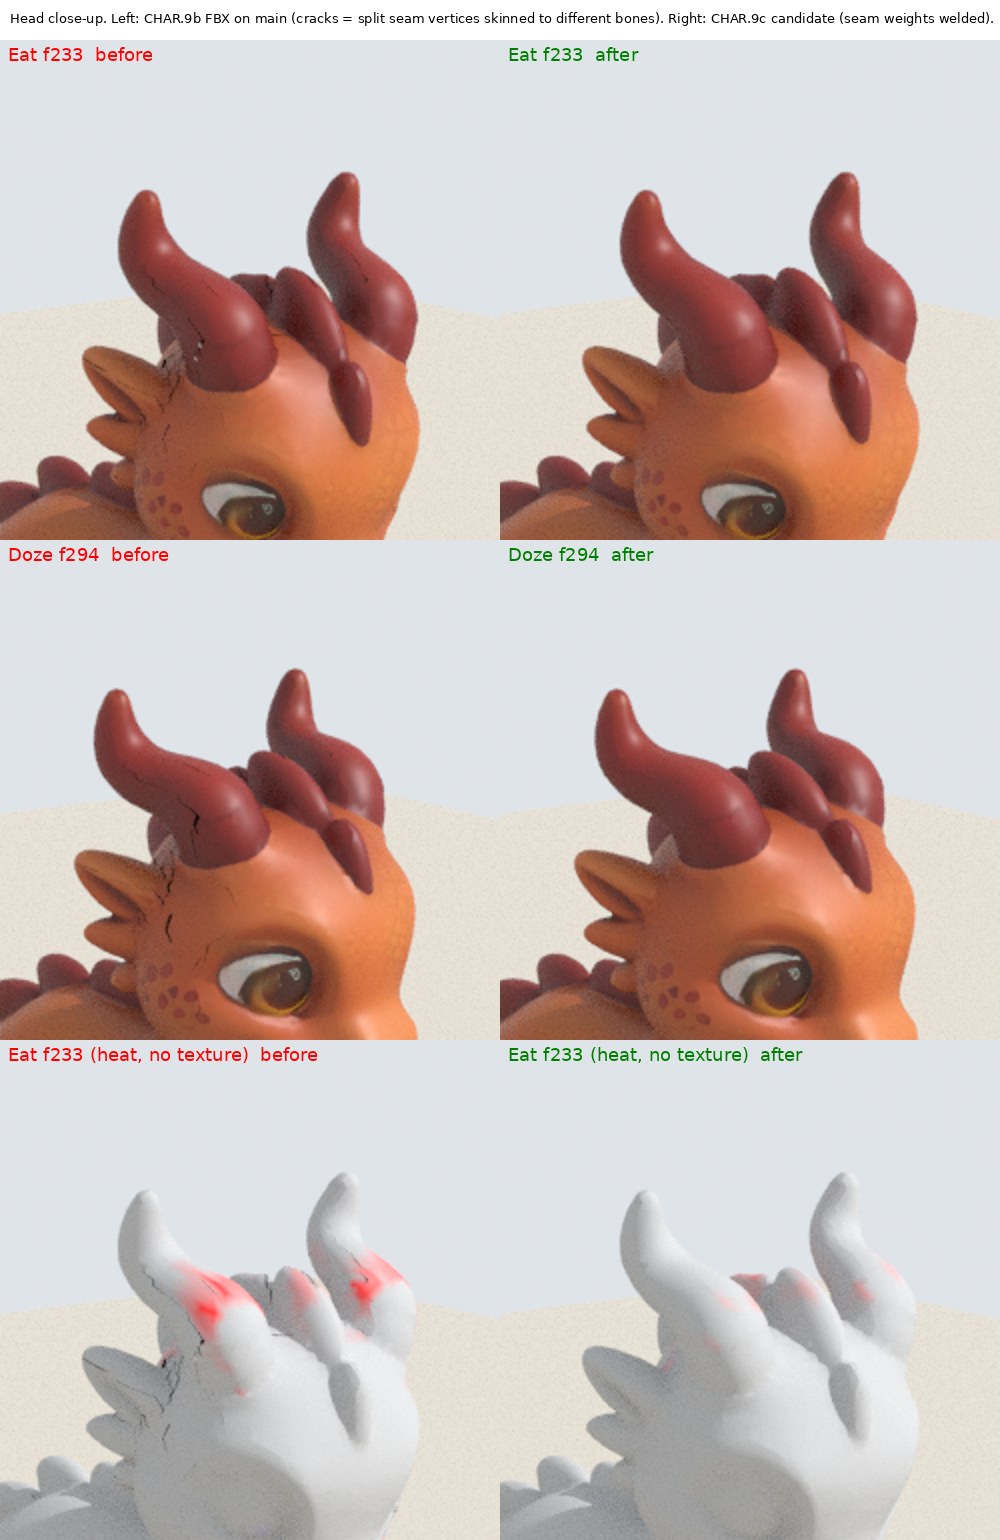 Head close-up. Left: CHAR.9b FBX on main (cracks = split seam vertices skinned to different bones). Right: CHAR.9c candidate (seam weights welded).
Eat f233  before
Eat f233  after
Doze f294  before
Doze f294  after
Eat f233 (heat, no texture)  before
Eat f233 (heat, no texture)  after